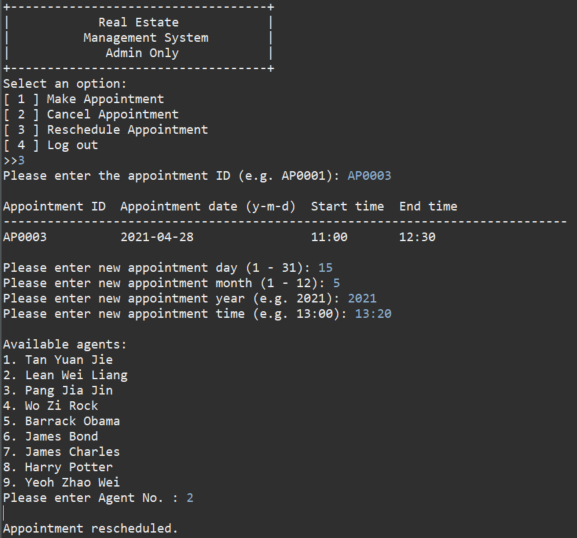 +-----------------------------------+
|            Real Estate            |
|          Management System        |
|             Admin Only            |
+-----------------------------------+
Select an option:
[ 1 ] Make Appointment
[ 2 ] Cancel Appointment
[ 3 ] Reschedule Appointment
[ 4 ] Log out
>>3
Please enter the appointment ID (e.g. AP0001): AP0003
Appointment ID  Appointment date (y-m-d)  Start time  End time
----------------------------------------------------------------------------
AP0003          2021-04-28                11:00       12:30
Please enter new appointment day (1 - 31): 15
Please enter new appointment month (1 - 12): 5
Please enter new appointment year (e.g. 2021): 2021
Please enter new appointment time (e.g. 13:00): 13:20
Available agents:
1. Tan Yuan Jie
2. Lean Wei Liang
3. Pang Jia Jin
4. Wo Zi Rock
5. Barrack Obama
6. James Bond
7. James Charles
8. Harry Potter
9. Yeoh Zhao Wei
Please enter Agent No. : 2
Appointment rescheduled.